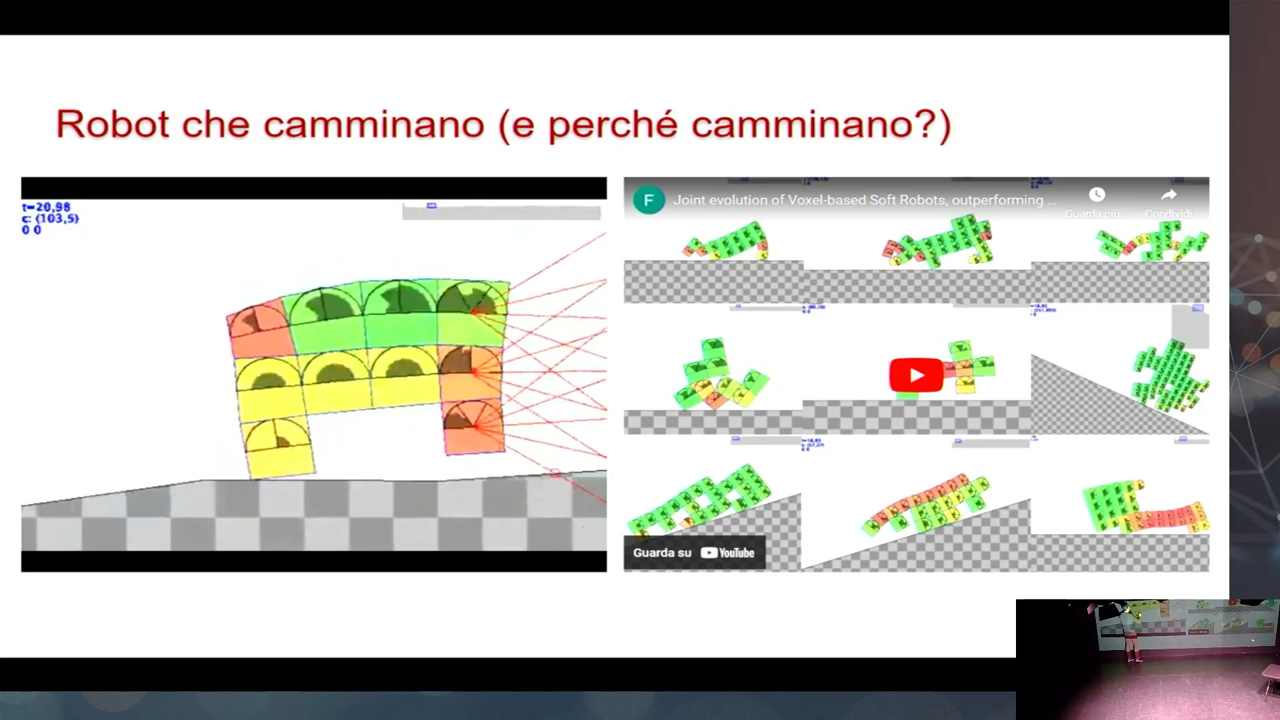 Robot che camminano (e perché camminano?)
t=20,98
c: (103,5)
0 0
F
Joint evolution of Voxel-based Soft Robots, outperforming ...
Guarda più...
Condividi
Guarda su YouTube